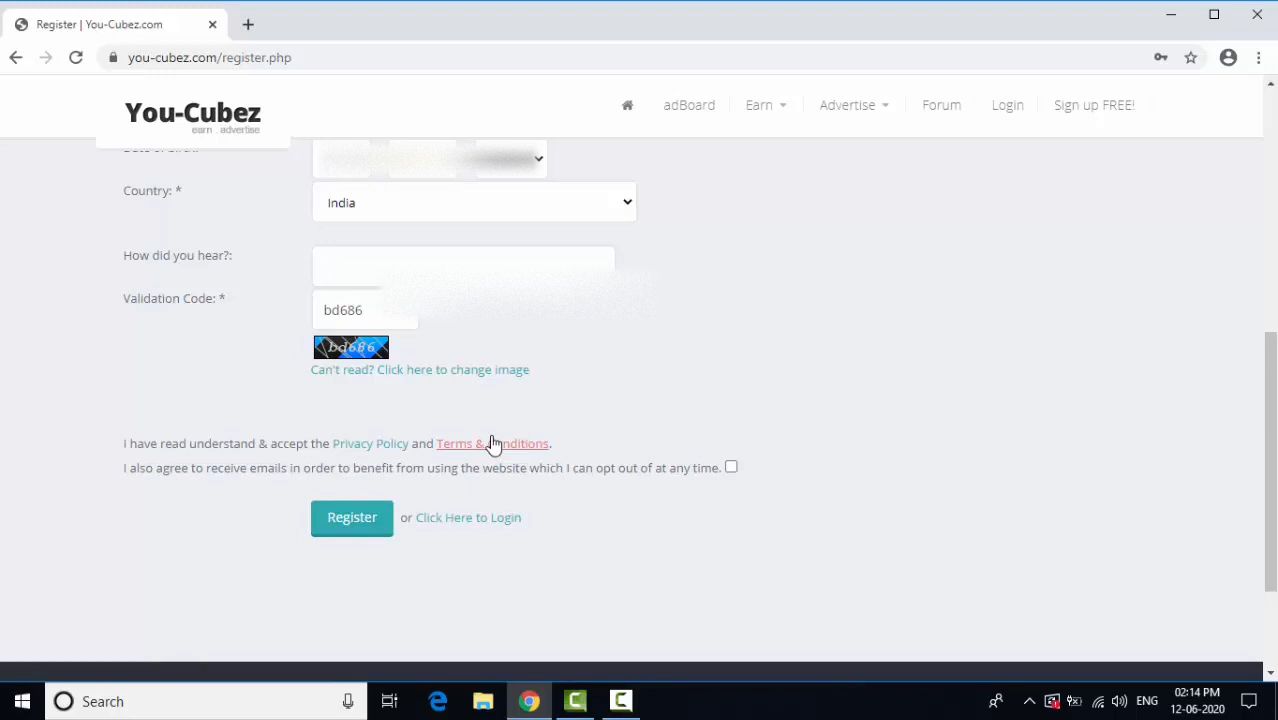 Register | You-Cubez.com
you-cubez.com/register.php
You-Cubez
earn . advertise
adBoard Earn Advertise Forum Login Sign up FREE!
Country: * India
How did you hear?:
Validation Code: * bd686
bd686
Can't read? Click here to change image
I have read understand & accept the Privacy Policy and Terms & Conditions.
I also agree to receive emails in order to benefit from using the website which I can opt out of at any time.
Register or Click Here to Login
Search ENG 02:14 PM
12-06-2020